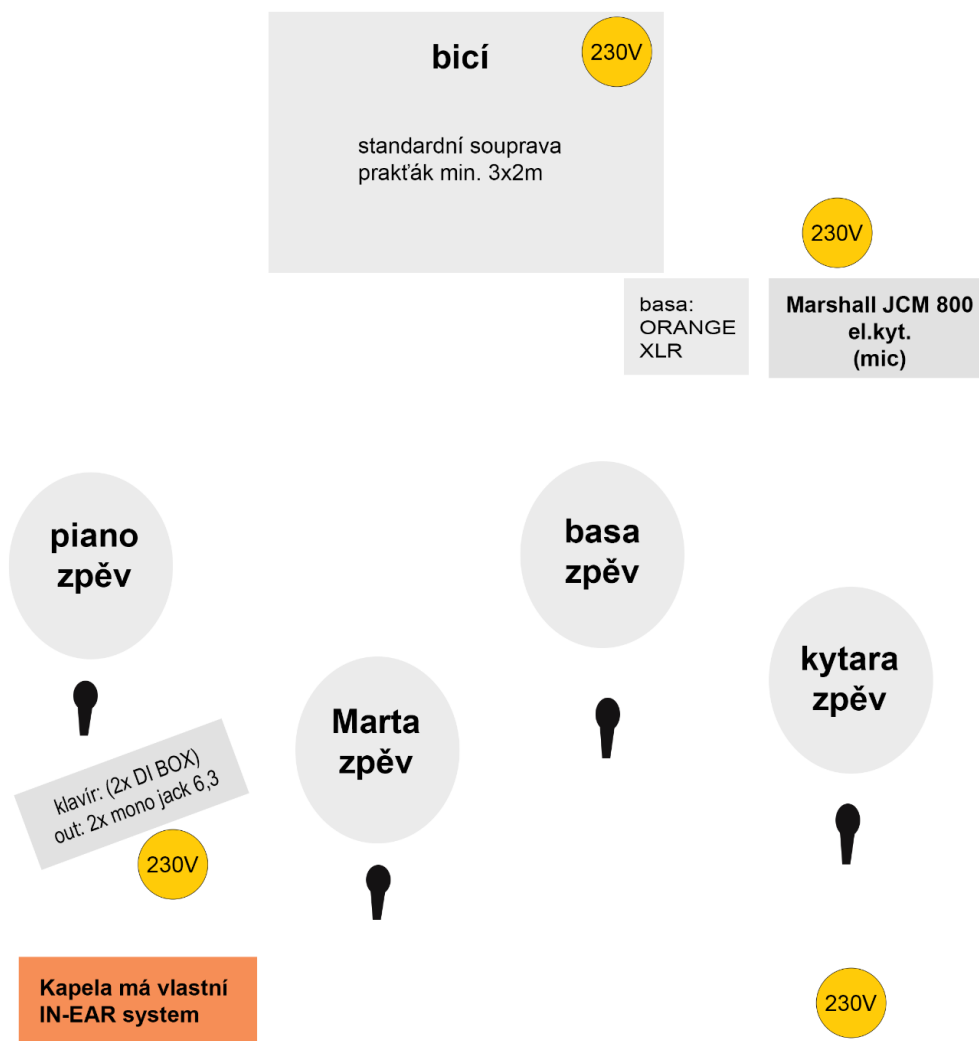 bicí
230V
standardní souprava
prakťák min. 3x2m
230V
basa:
ORANGE
XLR
Marshall JCM 800
el.kyt.
(mic)
piano
zpěv
basa
zpěv
kytara
zpěv
Marta
zpěv
klavír: (2x DI BOX)
out: 2x mono jack 6,3
230V
Kapela má vlastní
IN-EAR system
230V